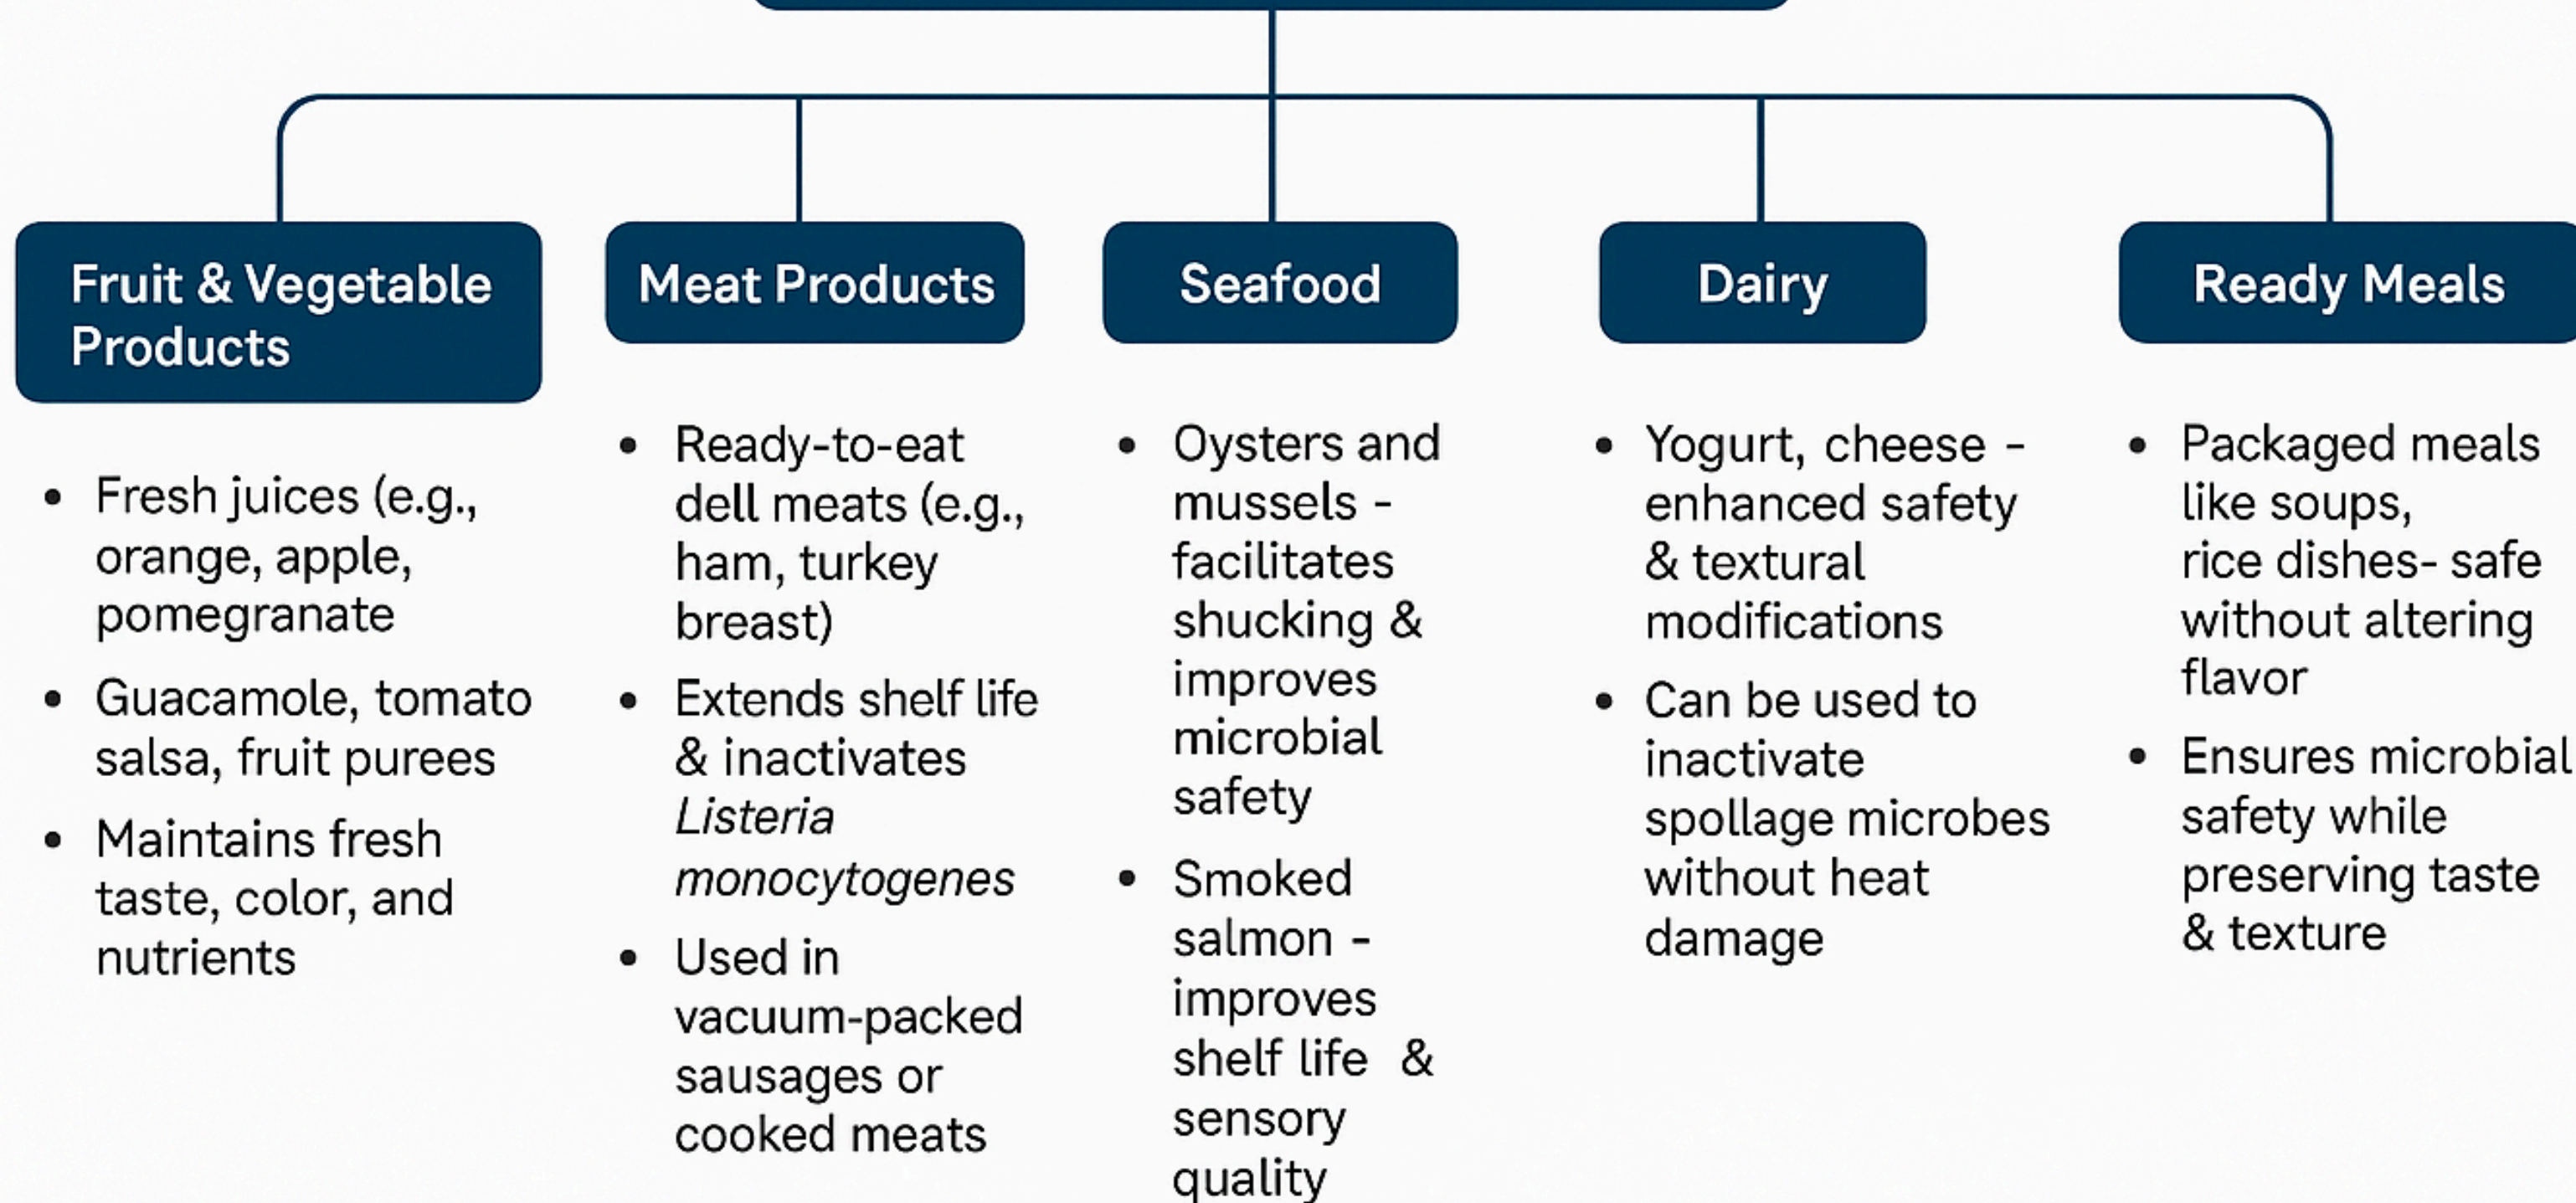 Fruit & Vegetable
Products
Fresh juices (e.g.,
orange, apple,
pomegranate
Guacamole, tomato
salsa, fruit purees
Maintains fresh
taste, color, and
nutrients
Meat Products
Ready-to-eat
dell meats (e.g.,
ham, turkey
breast)
Extends shelf life
& inactivates
Listeria
monocytogenes
Used in
vacuum-packed
sausages or
cooked meats
Seafood
Oysters and
mussels -
facilitates
shucking &
improves
microbial
safety
Smoked
salmon -
improves
shelf life &
sensory
quality
Dairy
Yogurt, cheese -
enhanced safety
& textural
modifications
Can be used to
inactivate
spollage microbes
without heat
damage
Ready Meals
Packaged meals
like soups,
rice dishes- safe
without altering
flavor
Ensures microbial
safety while
preserving taste
& texture